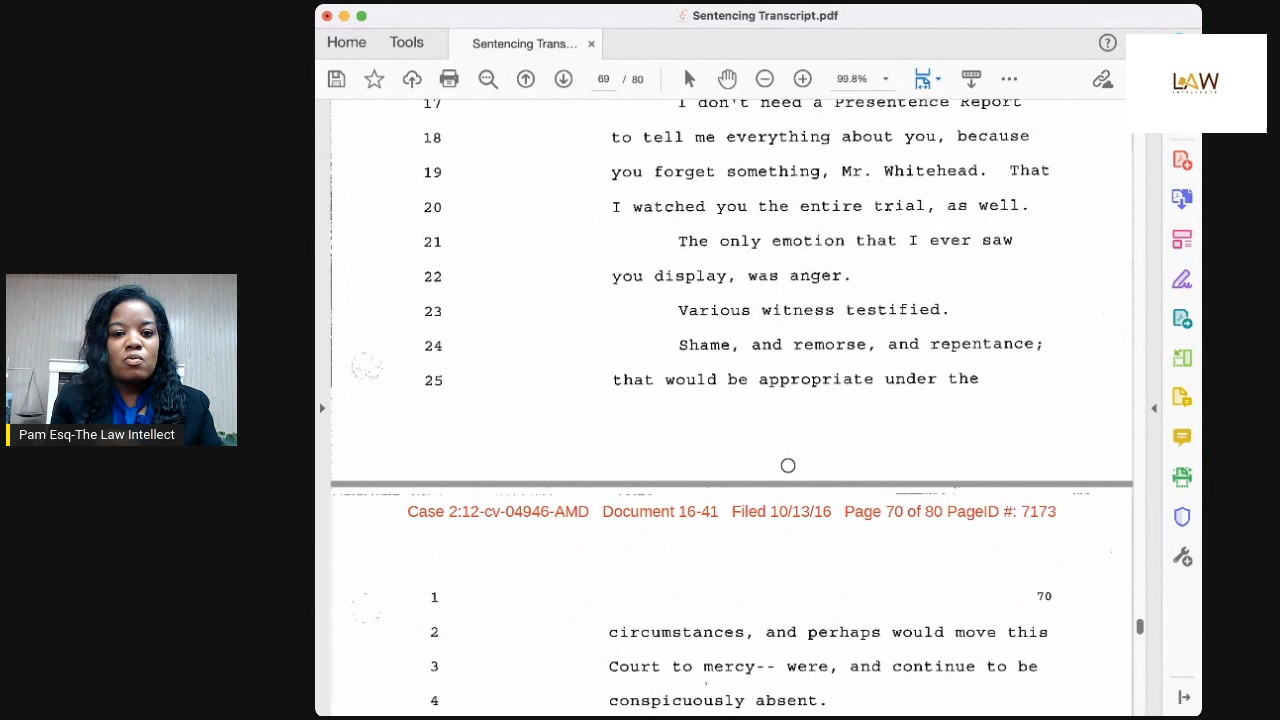 Sentencing Transcript.pdf
Home Tools Sentencing Trans... ×
69 / 80 99.8%
LAW
INTELLECT
17 I don't need a Presentence Report
18 to tell me everything about you, because
19 you forget something, Mr. Whitehead. That
20 I watched you the entire trial, as well.
21 The only emotion that I ever saw
22 you display, was anger.
23 Various witness testified.
24 Shame, and remorse, and repentance;
25 that would be appropriate under the
Pam Esq-The Law Intellect
Case 2:12-cv-04946-AMD Document 16-41 Filed 10/13/16 Page 70 of 80 PageID #: 7173
1 70
2 circumstances, and perhaps would move this
3 Court to mercy-- were, and continue to be
4 conspicuously absent.